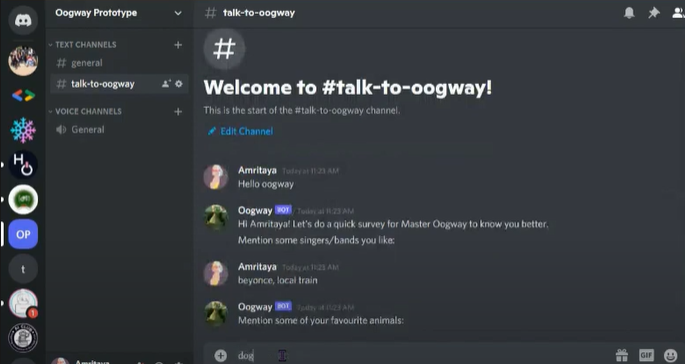 Oogway Prototype
# talk-to-oogway
TEXT CHANNELS
# general
# talk-to-oogway
VOICE CHANNELS
General
OP
t
1
GIF
#
Welcome to #talk-to-oogway!
This is the start of the #talk-to-oogway channel.
Edit Channel
Amritaya Today at 11:23 AM
Hello oogway
Oogway BOT Today at 11:23 AM
Hi Amritaya! Let's do a quick survey for Master Oogway to know you better.
Mention some singers/bands you like:
Amritaya Today at 11:23 AM
beyonce, local train
Oogway BOT Today at 11:23 AM
Mention some of your favourite animals:
dog
Amritaya